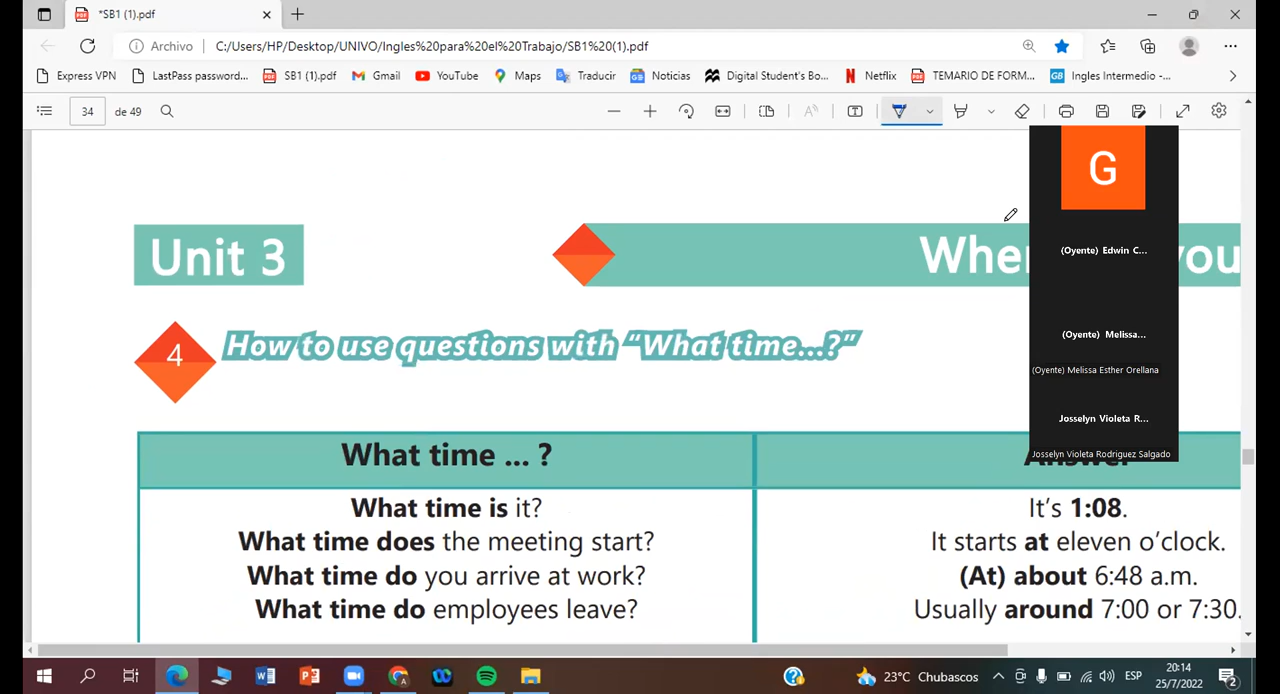 *SB1 (1).pdf
Archivo C:/Users/HP/Desktop/UNIVO/Ingles%20para%20el%20Trabajo/SB1%20(1).pdf
Express VPN LastPass password... SB1 (1).pdf Gmail YouTube Maps Traducir Noticias Digital Student's Bo... Netflix TEMARIO DE FORM... Ingles Intermedio -...
34 de 49
G
(Oyente) Edwin C...
(Oyente) Melissa...
(Oyente) Melissa Esther Orellana
Josselyn Violeta R...
Josselyn Violeta Rodriguez Salgado
Unit 3
you
4 How to use questions with “What time...?”
What time ... ?
What time is it? It's 1:08.
What time does the meeting start? It starts at eleven o'clock.
What time do you arrive at work? (At) about 6:48 a.m.
What time do employees leave? Usually around 7:00 or 7:30.
23°C Chubascos ESP 20:14
25/7/2022
2